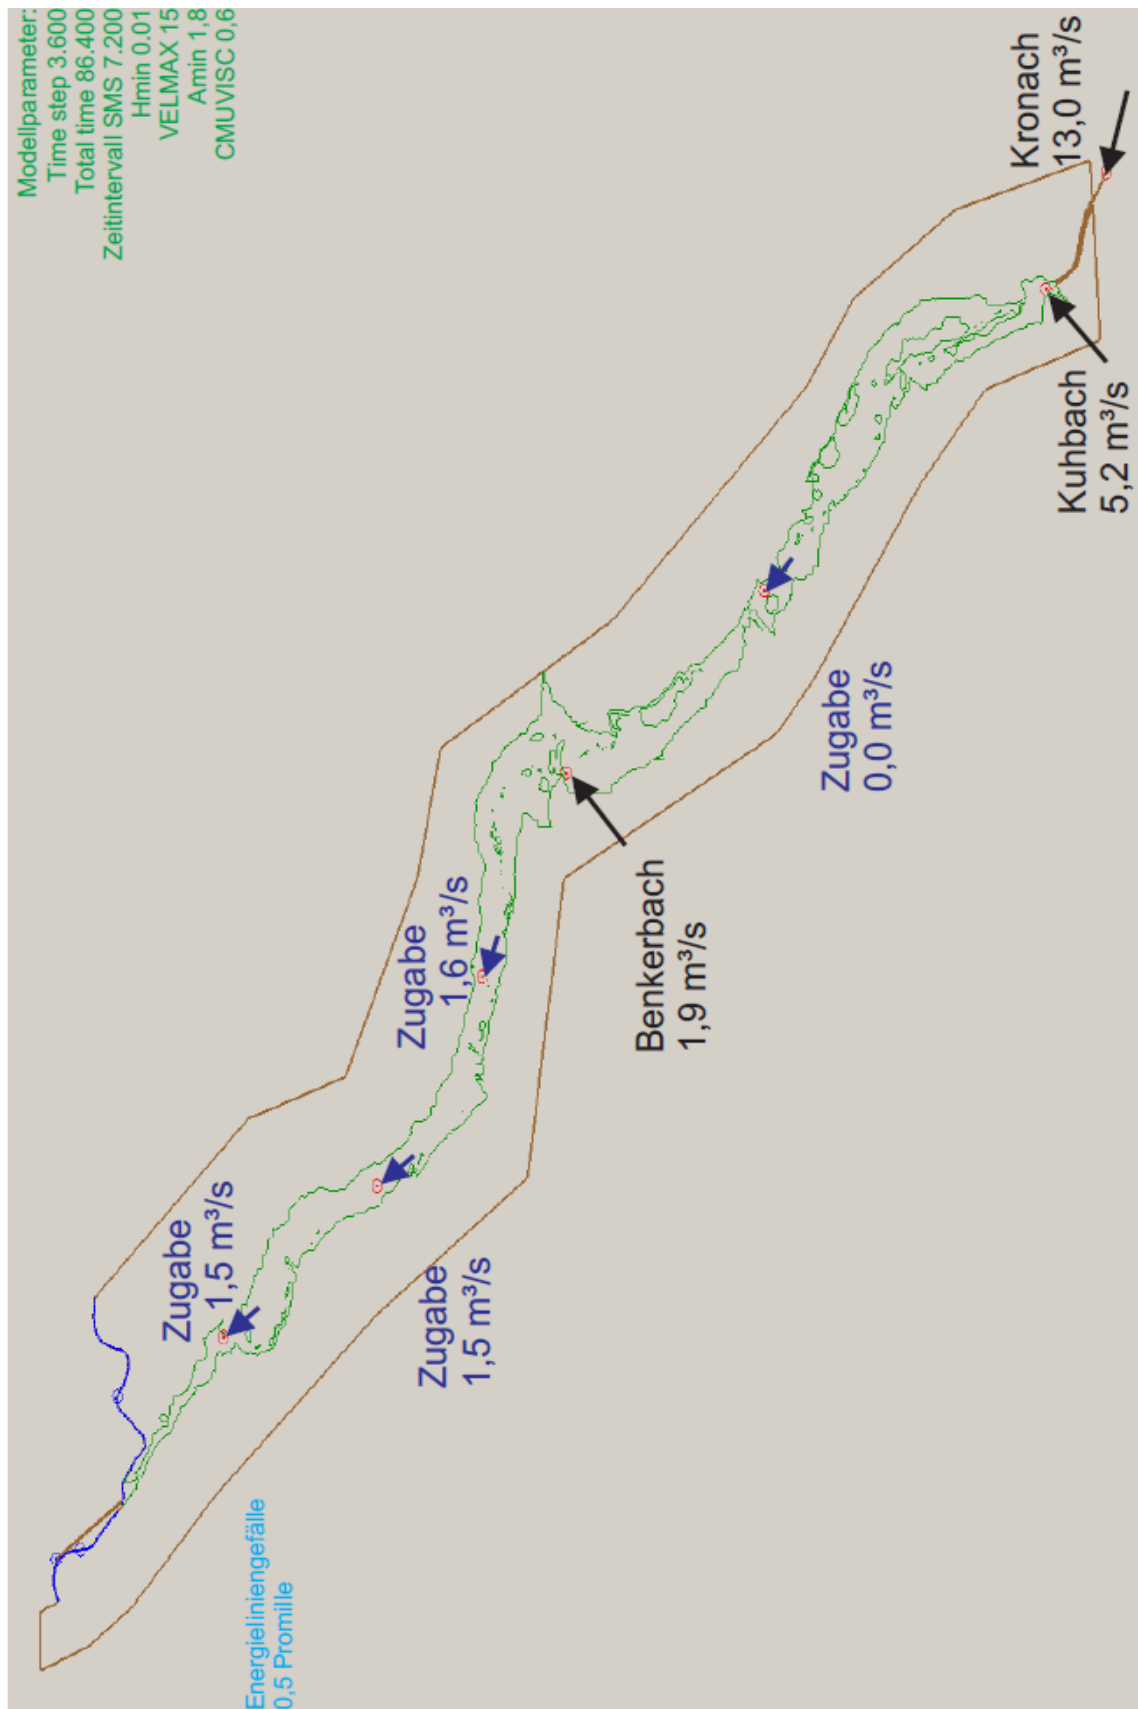 Modellparameter:
Time step 3.600
Total time 86.400
Zeitintervall SMS 7.200
Hmin 0.01
VELMAX 15
Amin 1,8
CMUVISC 0,6
Zugabe
1,5 m³/s
Zugabe
1,6 m³/s
Kronach
13,0 m³/s
Energieliniengefälle
0,5 Promille
Zugabe
1,5 m³/s
Benkerbach
1,9 m³/s
Zugabe
0,0 m³/s
Kuhbach
5,2 m³/s